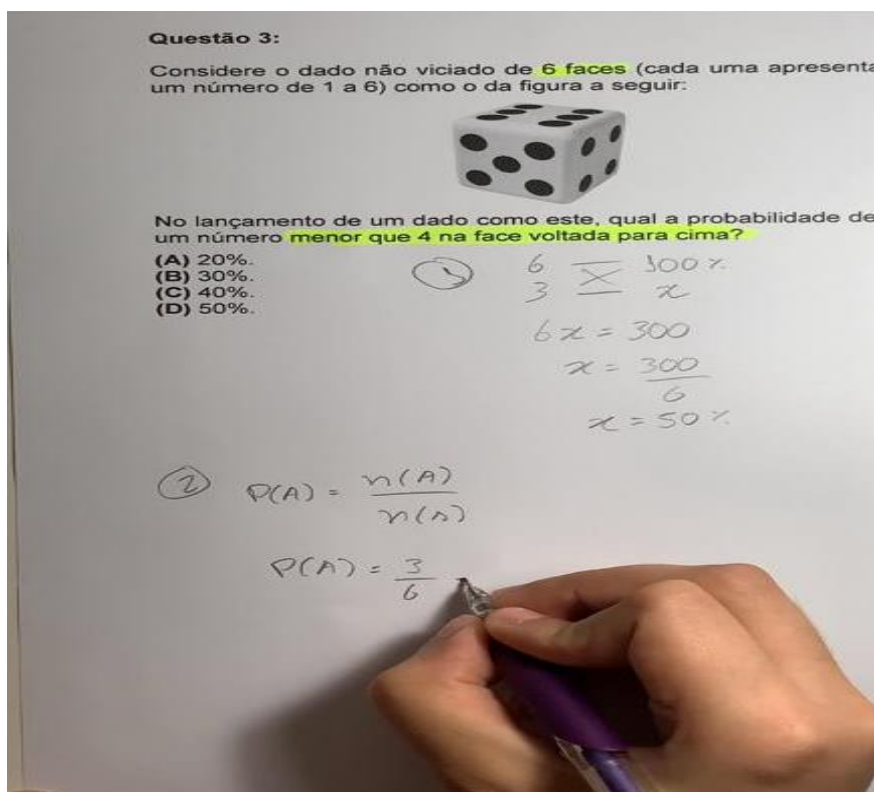 Questão 3:
Considere o dado não viciado de 6 faces (cada uma apresenta
um número de 1 a 6) como o da figura a seguir:
No lançamento de um dado como este, qual a probabilidade de
um número menor que 4 na face voltada para cima?
(A) 20%.
(B) 30%.
(C) 40%.
(D) 50%.
1
6 100%
3 x
6x = 300
x = 300
6
x = 50%
2
P(A) = n(A)
n(s)
P(A) = 3
6